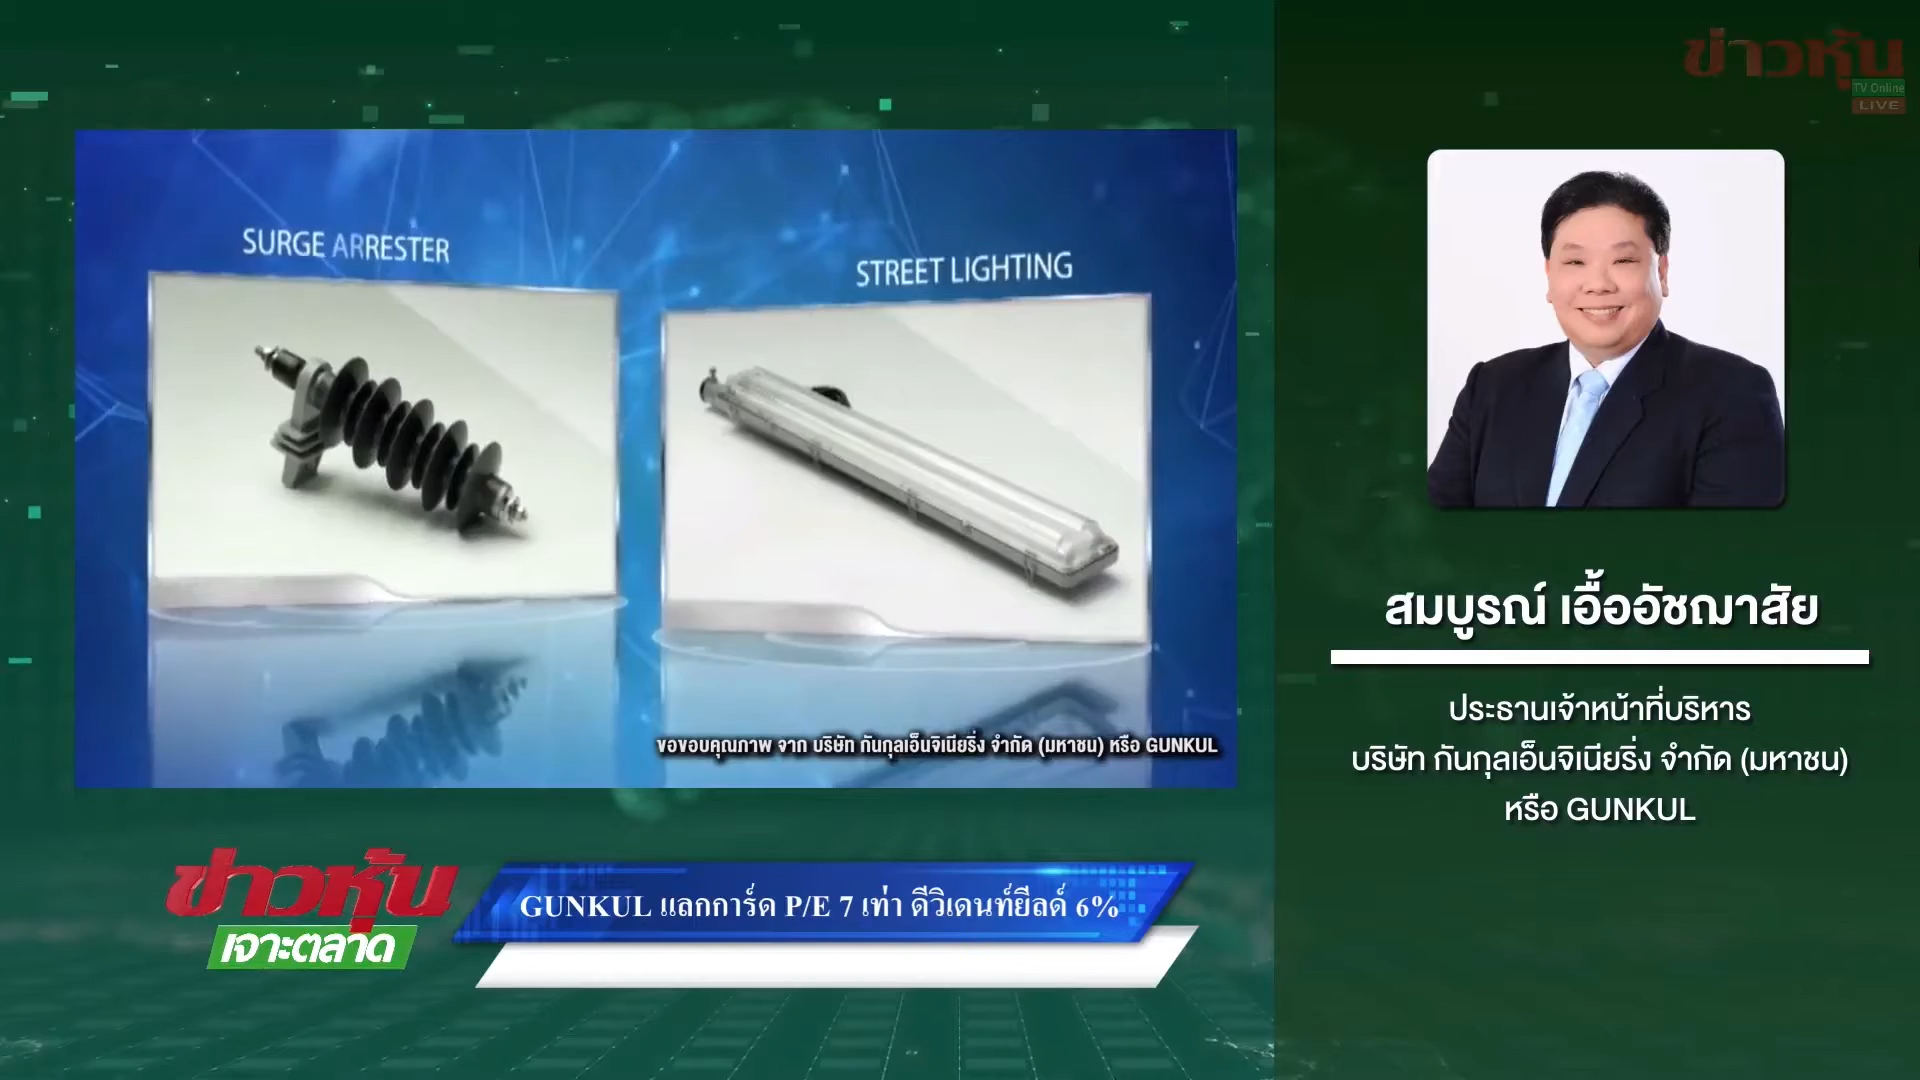 ข่าวหุ้น
TV Online
LIVE
SURGE ARRESTER
STREET LIGHTING
ขอขอบคุณภาพ จาก บริษัท กันกุลเอ็นจิเนียริ่ง จำกัด (มหาชน) หรือ GUNKUL
สมบูรณ์ เอื้ออัชฌาสัย
ประธานเจ้าหน้าที่บริหาร
บริษัท กันกุลเอ็นจิเนียริ่ง จำกัด (มหาชน)
หรือ GUNKUL
ข่าวหุ้น
เจาะตลาด
GUNKUL แลกการ์ด P/E 7 เท่า ดีวิเดนท์ยีลด์ 6%